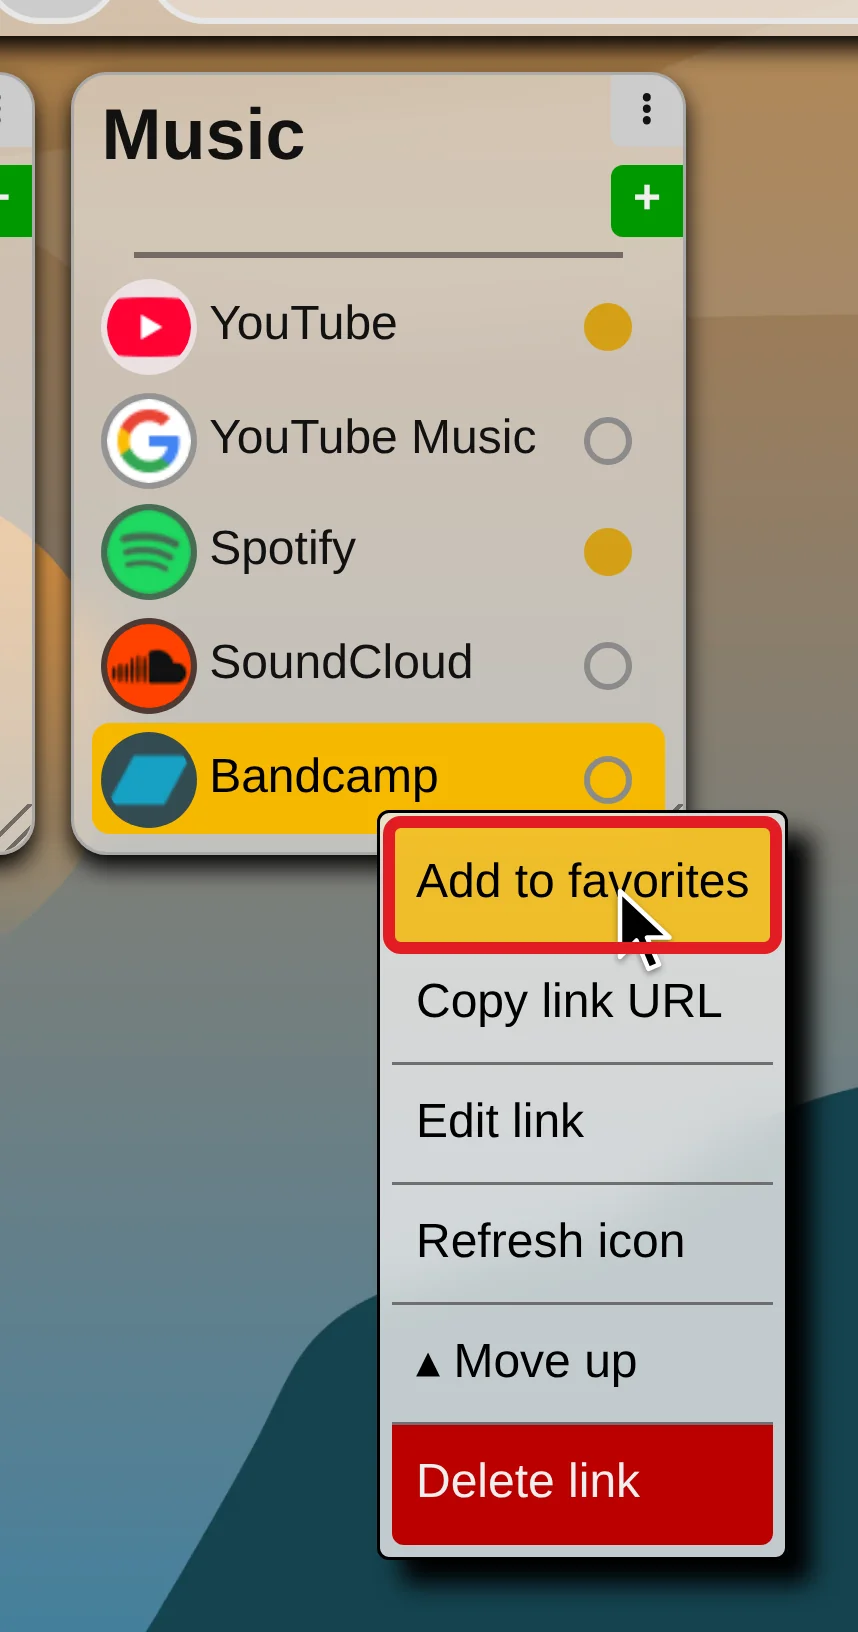 Music
+
YouTube
YouTube Music
Spotify
SoundCloud
Bandcamp
Add to favorites
Copy link URL
Edit link
Refresh icon
▲ Move up
Delete link